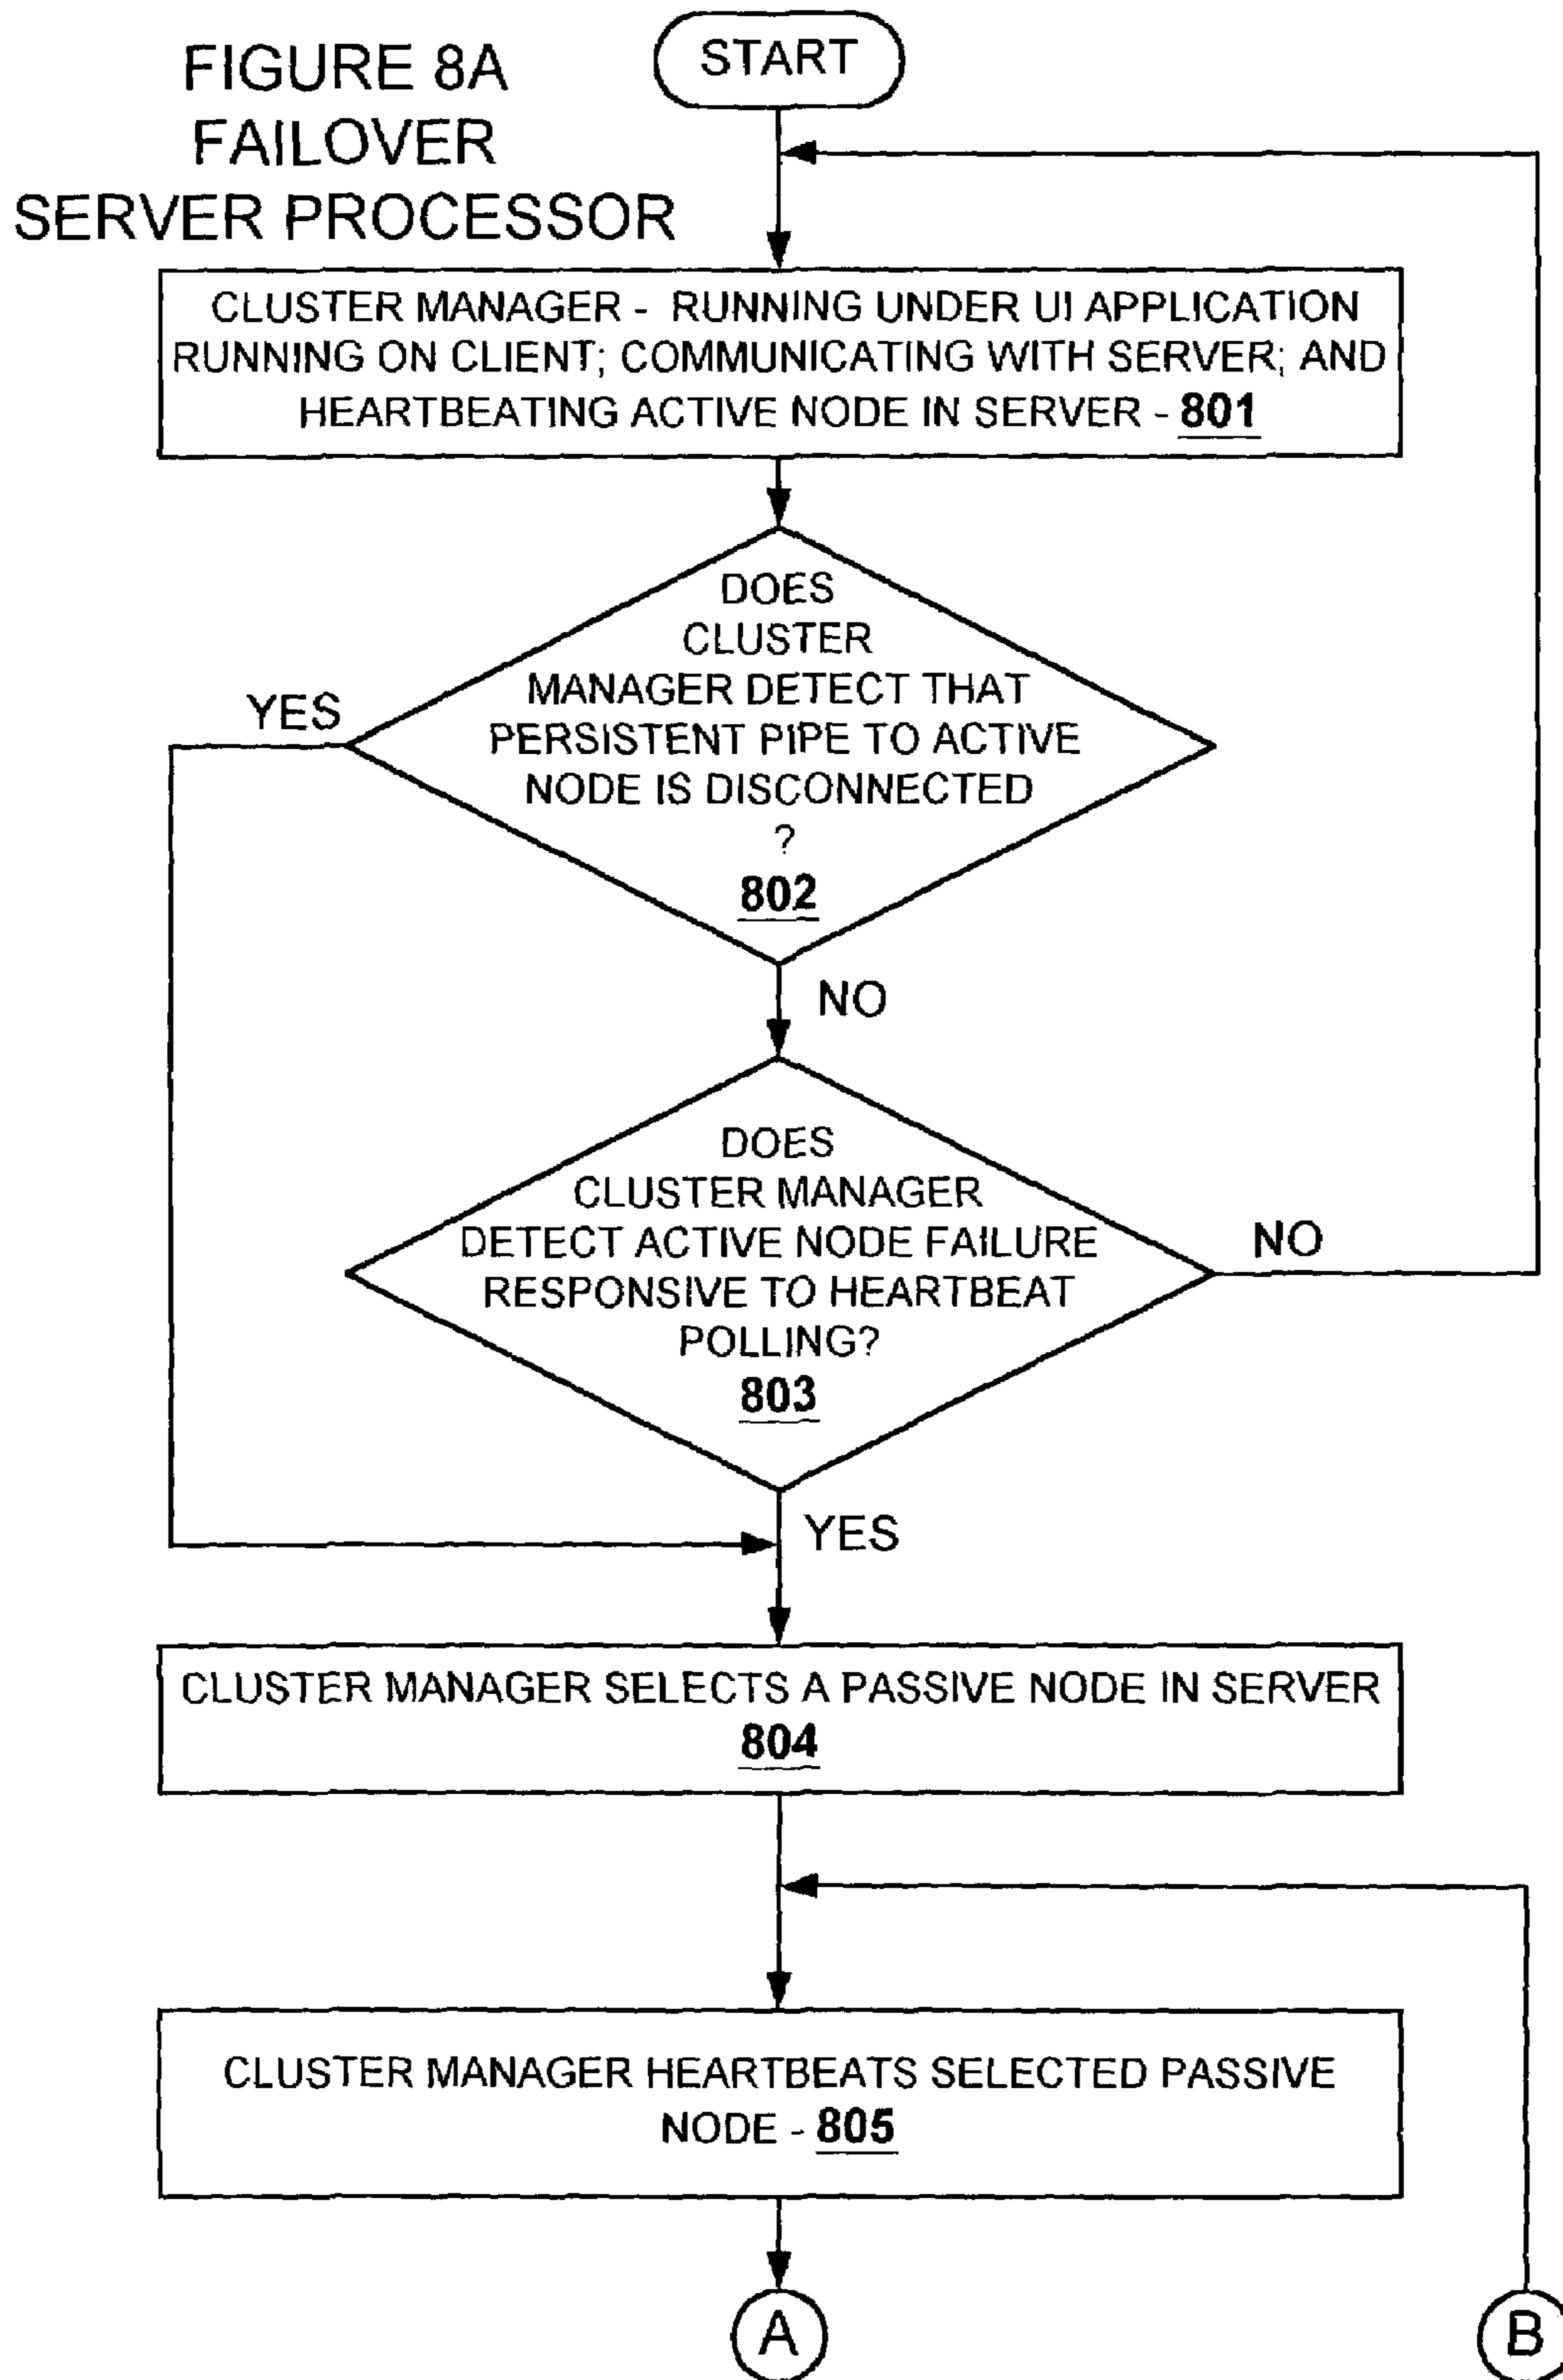 FIGURE 8A
FAILOVER
SERVER PROCESSOR
START
CLUSTER MANAGER - RUNNING UNDER UI APPLICATION
RUNNING ON CLIENT; COMMUNICATING WITH SERVER; AND
HEARTBEATING ACTIVE NODE IN SERVER - 801
DOES
CLUSTER
MANAGER DETECT THAT
PERSISTENT PIPE TO ACTIVE
NODE IS DISCONNECTED
?
802
YES
NO
DOES
CLUSTER MANAGER
DETECT ACTIVE NODE FAILURE
RESPONSIVE TO HEARTBEAT
POLLING?
803
NO
YES
CLUSTER MANAGER SELECTS A PASSIVE NODE IN SERVER
804
CLUSTER MANAGER HEARTBEATS SELECTED PASSIVE
NODE - 805
A
B